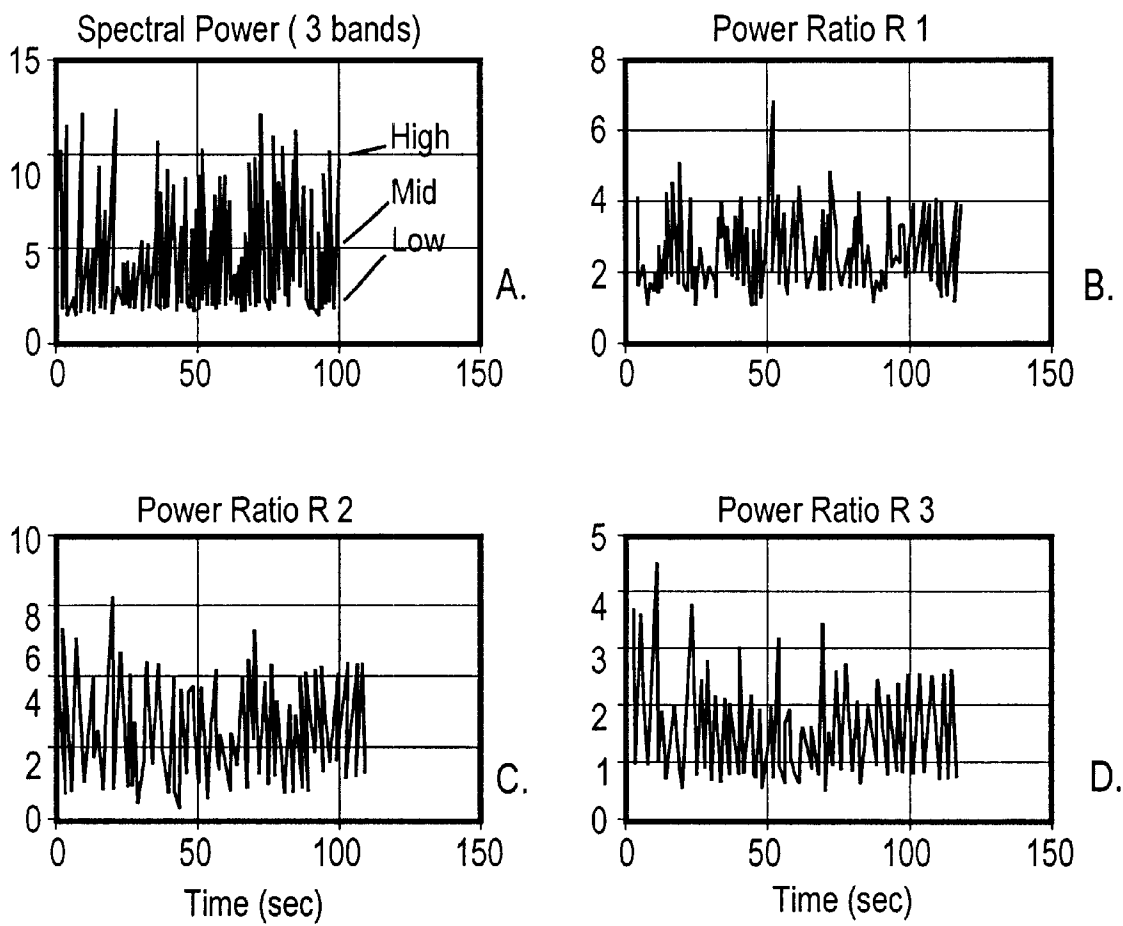 Spectral Power ( 3 bands)
15
10
5
0
0 50 100 150
High
Mid
Low
A.
Power Ratio R 1
8
6
4
2
0
0 50 100 150
B.
Power Ratio R 2
10
8
6
4
2
0
0 50 100 150
Time (sec)
C.
Power Ratio R 3
5
4
3
2
1
0
0 50 100 150
Time (sec)
D.